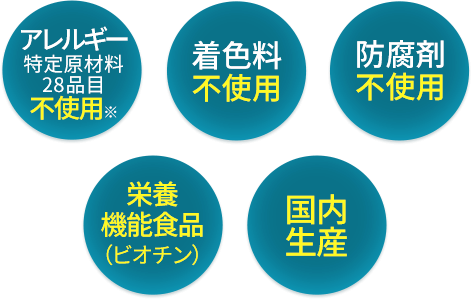 アレルギー
特定原材料
28品目
不使用※
着色料
不使用
防腐剤
不使用
栄養
機能食品
（ビオチン）
国内
生産